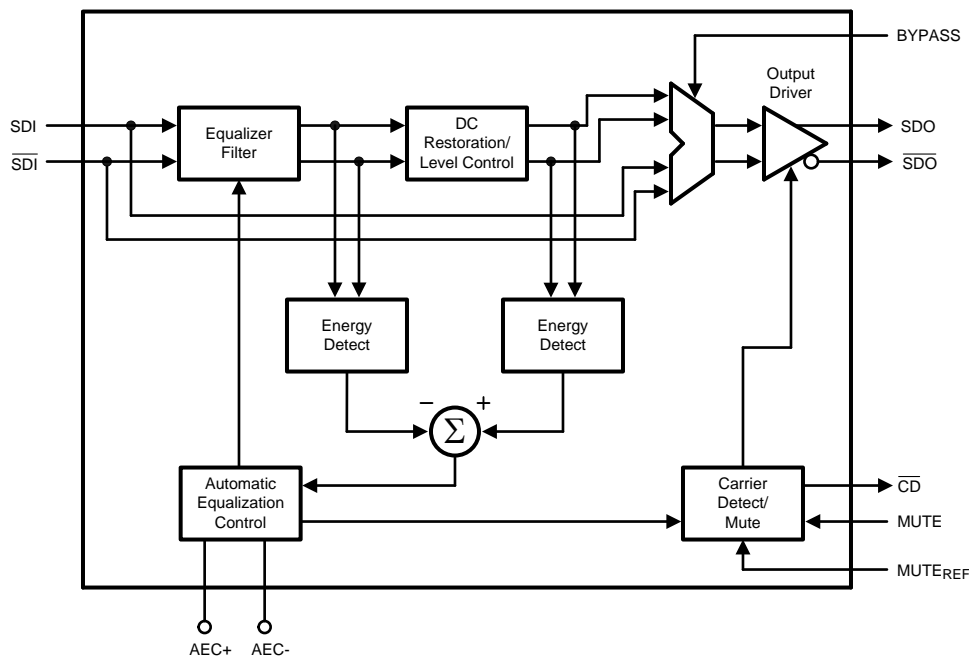 BYPASS
Output
Driver
SDI
SDI
Equalizer
Filter
DC
Restoration/
Level Control
SDO
SDO
Energy
Detect
Energy
Detect
−
+
Σ
Automatic
Equalization
Control
Carrier
Detect/
Mute
CD
MUTE
MUTEREF
AEC+
AEC-